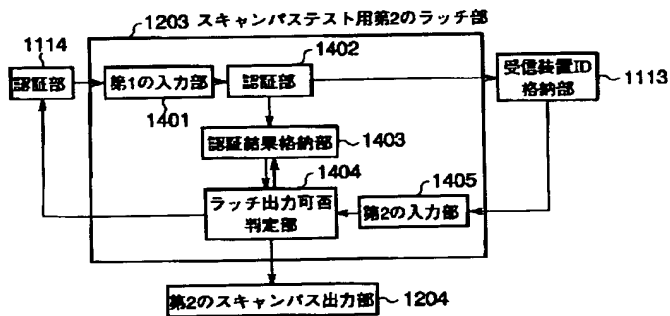 1203 スキャンパステスト用第2のラッチ部
1114
1402
認証部
第1の入力部
認証部
受信装置ID
格納部
1113
1401
認証結果格納部
1403
1404
1405
ラッチ出力可否
判定部
第2の入力部
第2のスキャンパス出力部
1204